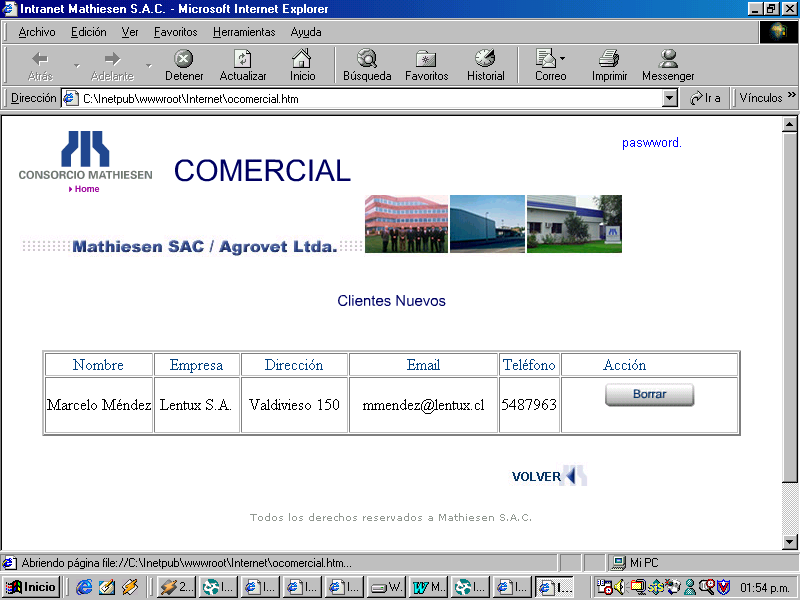 Intranet Mathiesen S.A.C. - Microsoft Internet Explorer
Archivo Edición Ver Favoritos Herramientas Ayuda
Atrás Adelante Detener Actualizar Inicio Búsqueda Favoritos Historial Correo Imprimir Messenger
Dirección C:\Inetpub\wwwroot\Internet\ocomercial.htm Ir a Vínculos »
paswword.
CONSORCIO MATHIESEN
Home
COMERCIAL
Mathiesen SAC / Agrovet Ltda.
Clientes Nuevos
Nombre Empresa Dirección Email Teléfono Acción
Marcelo Méndez Lentux S.A. Valdivieso 150 mmendez@lentux.cl 5487963 Borrar
VOLVER
Todos los derechos reservados a Mathiesen S.A.C.
Abriendo página file://C:\Inetpub\wwwroot\Internet\ocomercial.htm... Mi PC
Inicio 2... I... I... I... I... W... M... I... I... I... 01:54 p.m.